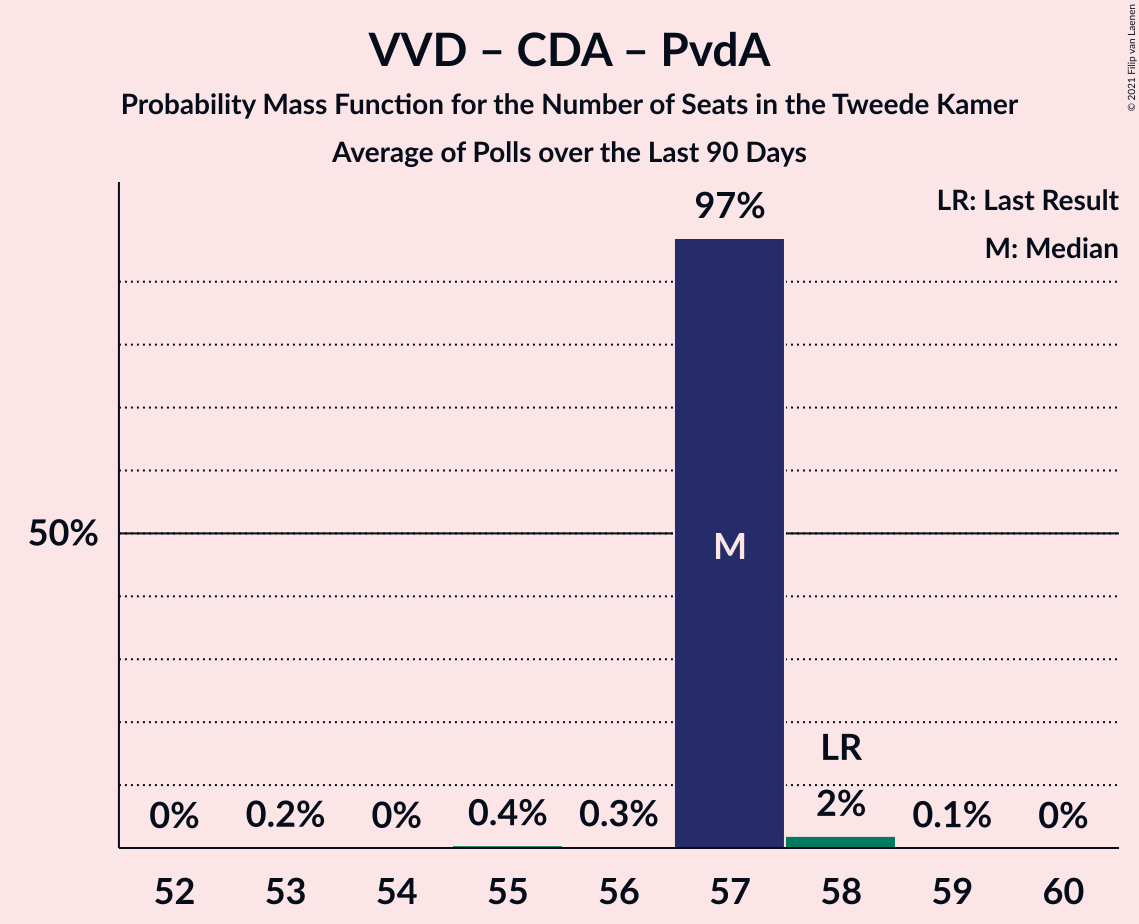 VVD – CDA – PvdA
Probability Mass Function for the Number of Seats in the Tweede Kamer
Average of Polls over the Last 90 Days
© 2021 Filip van Laenen
LR: Last Result
M: Median
97%
50%
M
LR
0% 0.2% 0% 0.4% 0.3% 2% 0.1% 0%
52 53 54 55 56 57 58 59 60